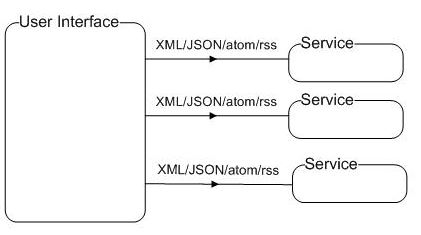 User Interface
XML/JSON/atom/rss
Service
XML/JSON/atom/rss
Service
XML/JSON/atom/rss
Service